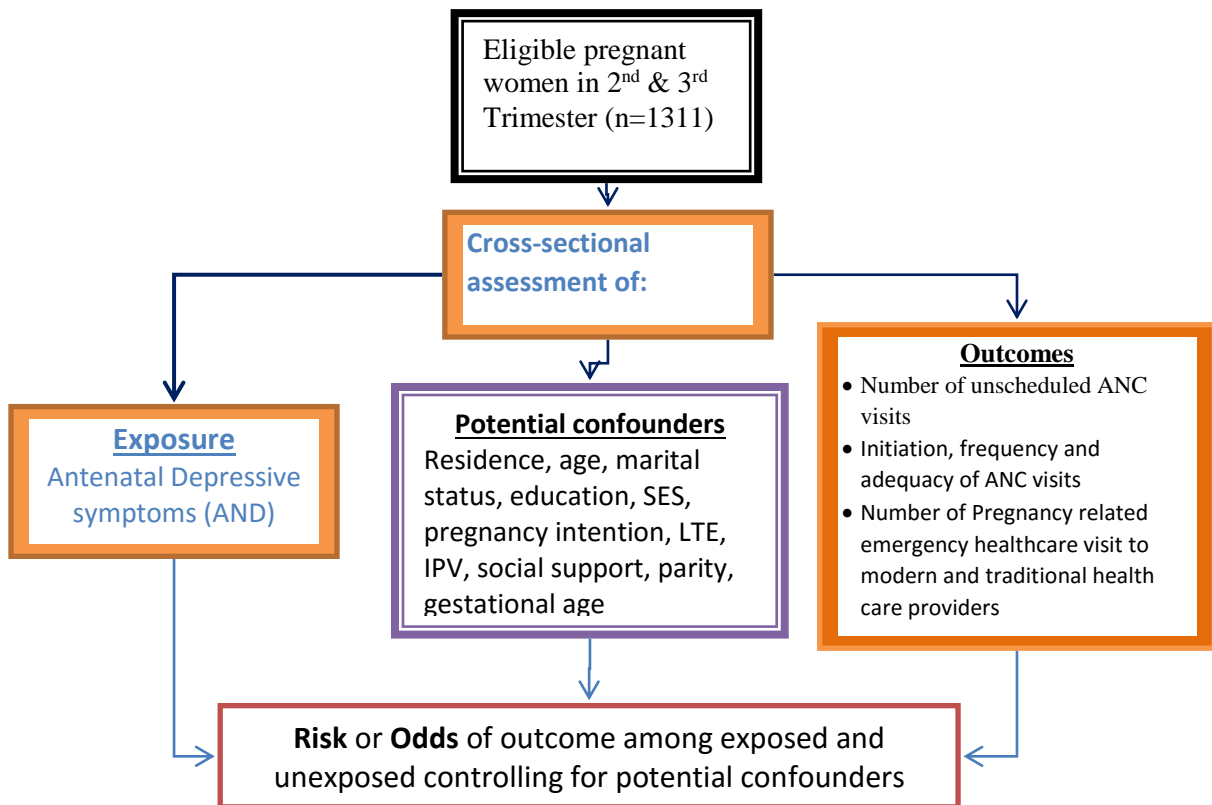 Eligible pregnant
women in 2nd & 3rd
Trimester (n=1311)
Cross-sectional
assessment of:
Exposure
Antenatal Depressive
symptoms (AND)
Potential confounders
Residence, age, marital
status, education, SES,
pregnancy intention, LTE,
IPV, social support, parity,
gestational age
Outcomes
• Number of unscheduled ANC
visits
• Initiation, frequency and
adequacy of ANC visits
• Number of Pregnancy related
emergency healthcare visit to
modern and traditional health
care providers
Risk or Odds of outcome among exposed and
unexposed controlling for potential confounders